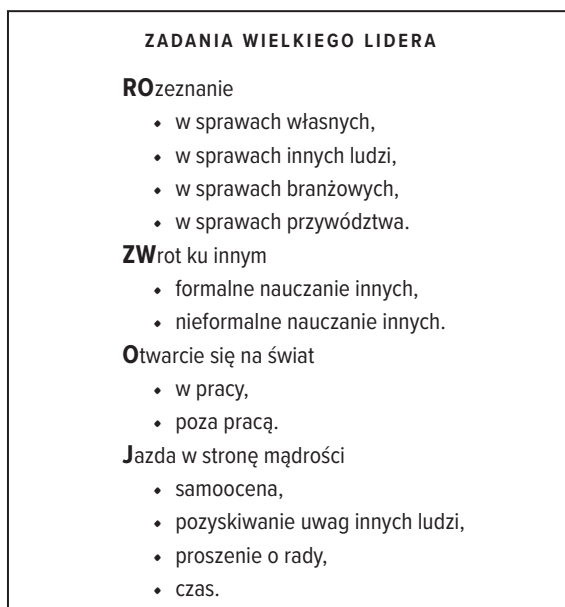 ZADANIA WIELKIEGO LIDERA
ROzeznanie
• w sprawach własnych,
• w sprawach innych ludzi,
• w sprawach branżowych,
• w sprawach przywództwa.
ZWrot ku innym
• formalne nauczanie innych,
• nieformalne nauczanie innych.
Otwarcie się na świat
• w pracy,
• poza pracą.
Jazda w stronę mądrości
• samoocena,
• pozyskiwanie uwag innych ludzi,
• proszenie o rady,
• czas.